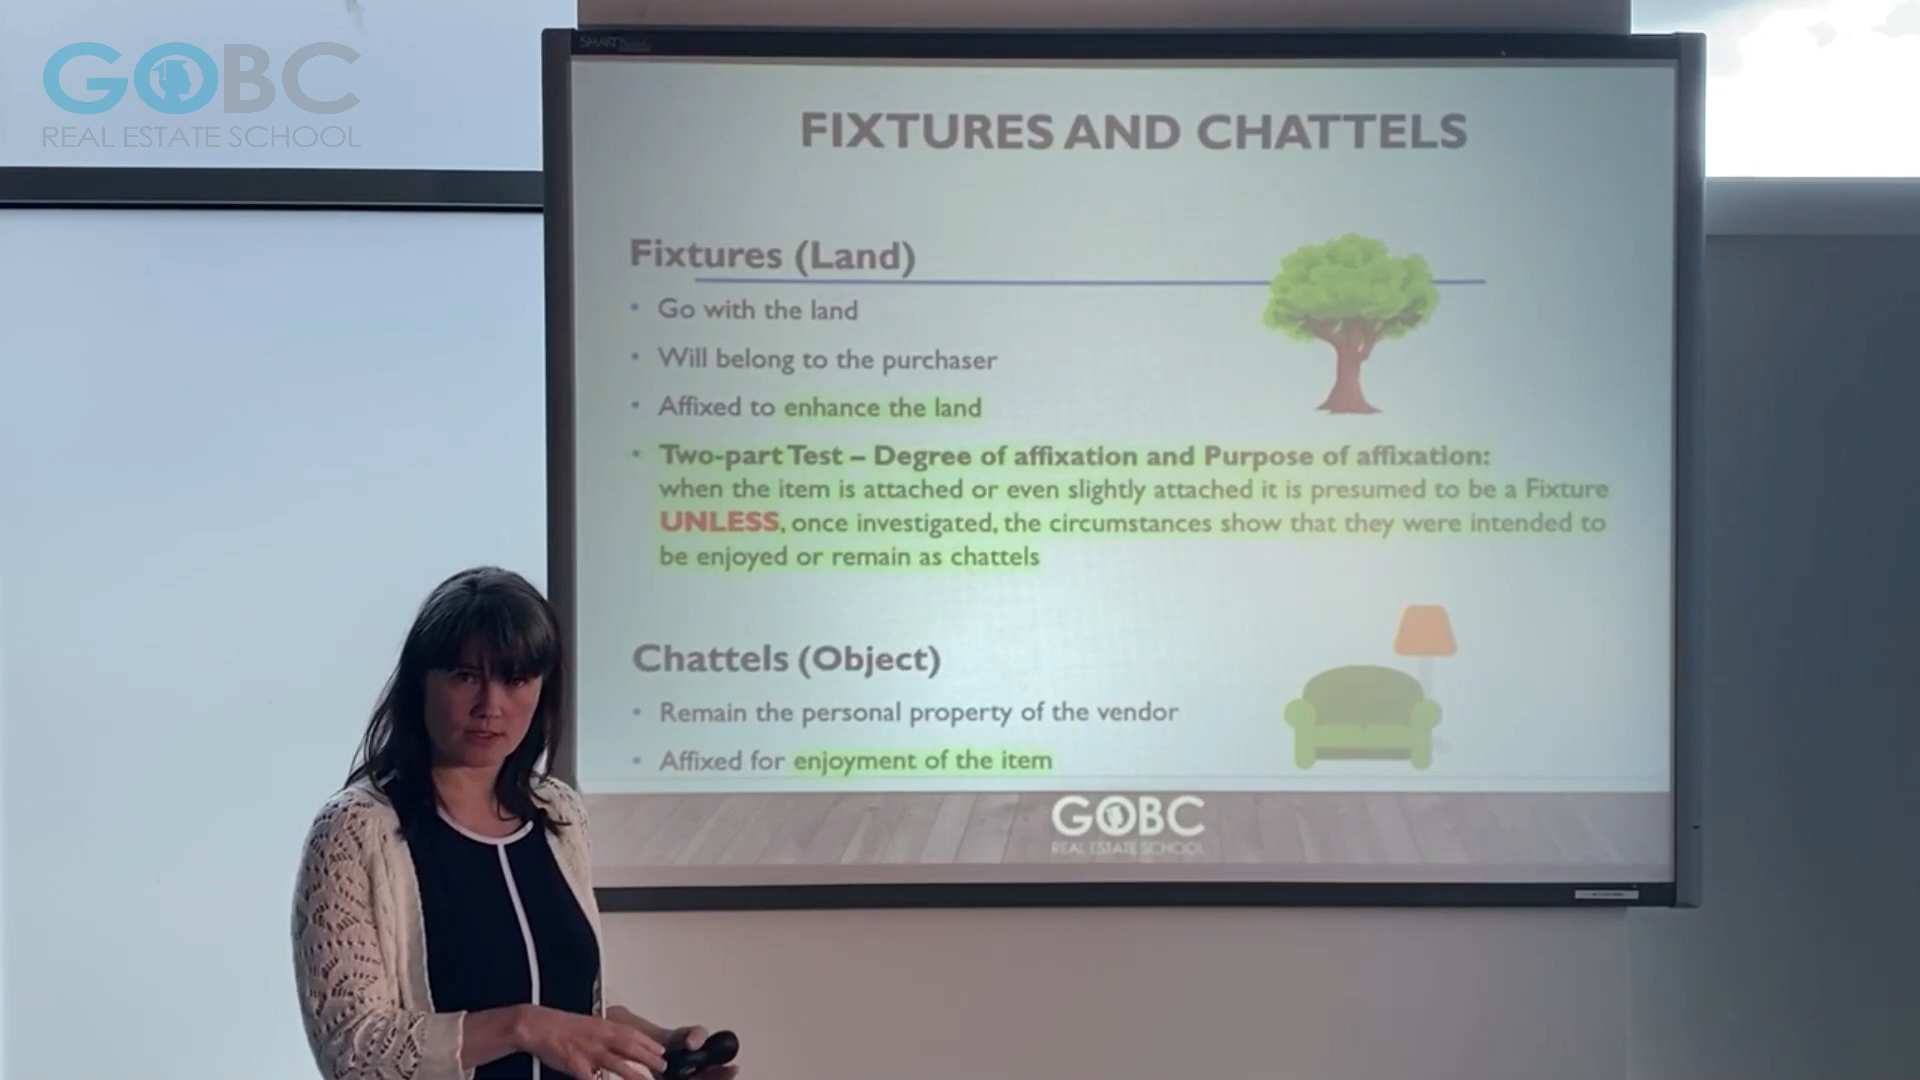 GOBC
REAL ESTATE SCHOOL
FIXTURES AND CHATTELS
Fixtures (Land)
• Go with the land
• Will belong to the purchaser
• Affixed to enhance the land
• Two-part Test – Degree of affixation and Purpose of affixation:
when the item is attached or even slightly attached it is presumed to be a Fixture
UNLESS, once investigated, the circumstances show that they were intended to
be enjoyed or remain as chattels
Chattels (Object)
• Remain the personal property of the vendor
• Affixed for enjoyment of the item
GOBC
REAL ESTATE SCHOOL